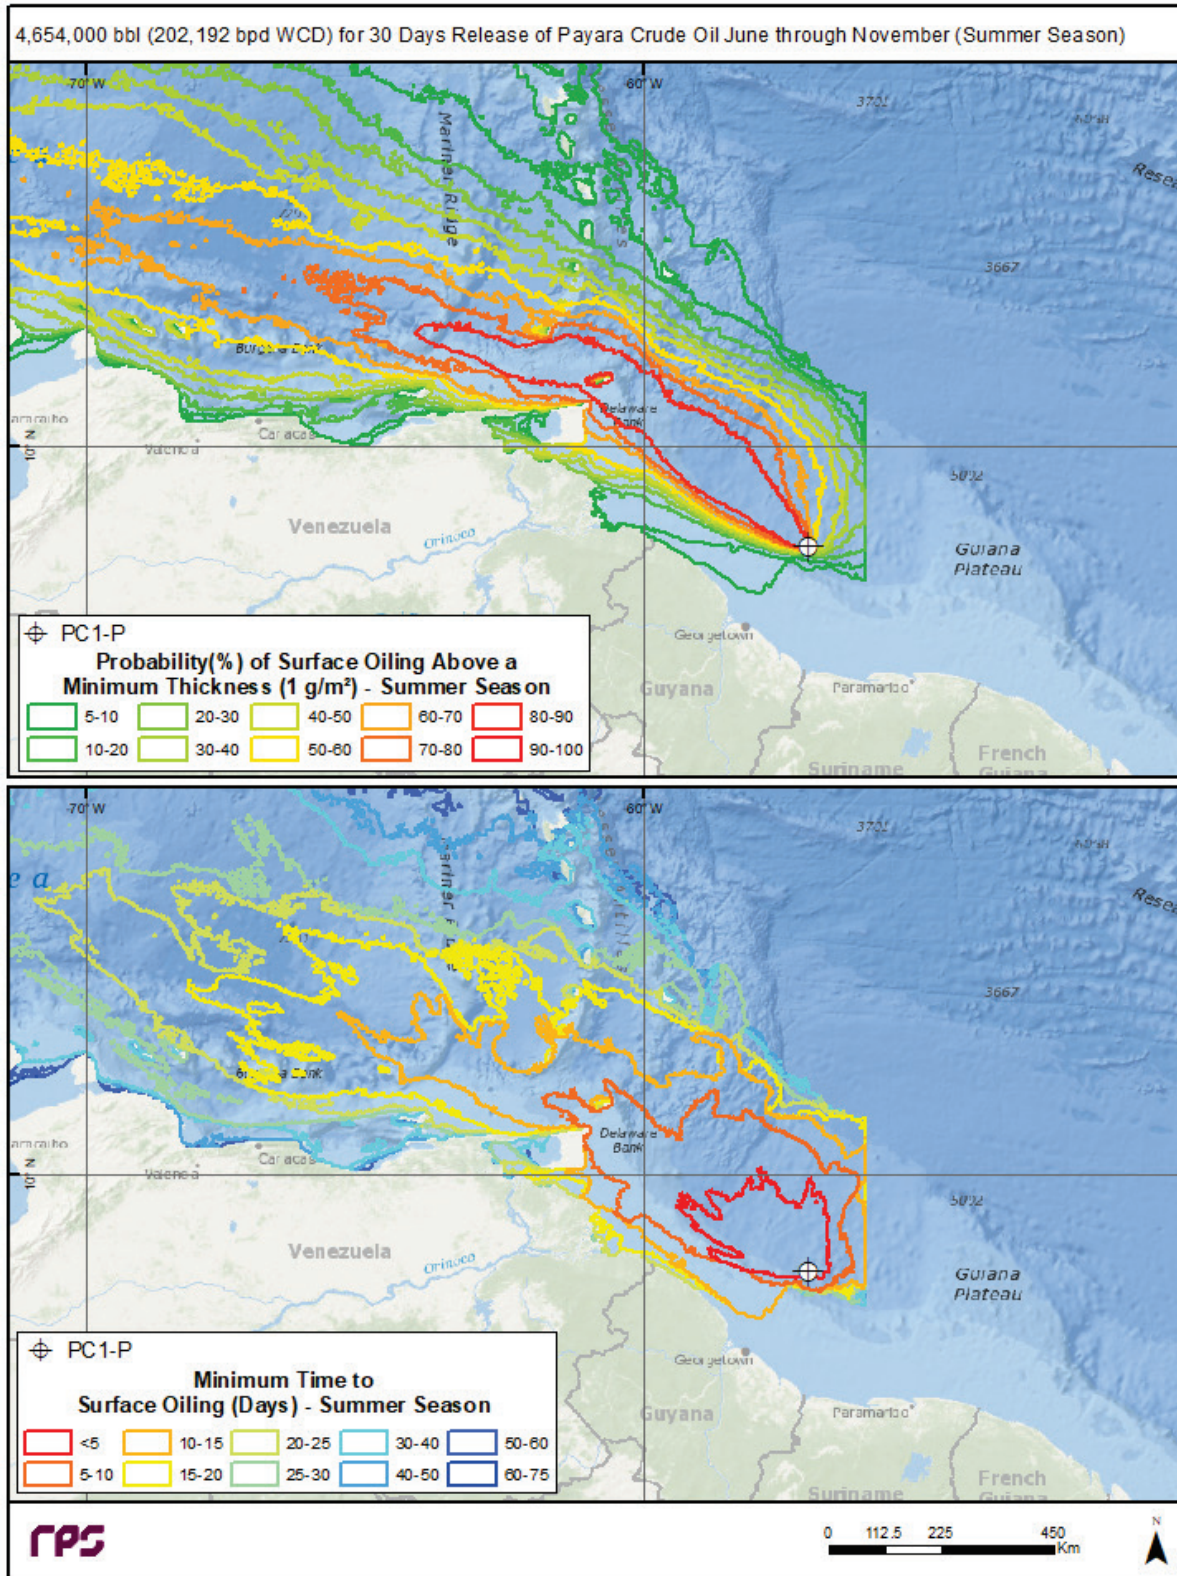 4,654,000 bbl (202,192 bpd WCD) for 30 Days Release of Payara Crude Oil June through November (Summer Season)
70° W
60° W
3701
Mariner Ridge
3667
Delaware
Bank
Caracas
Valencia
10° N
5092
Venezuela
Orinoco
Guiana
Plateau
Georgetown
Guyana
Paramaribo
Suriname
French
PC1-P
Probability(%) of Surface Oiling Above a
Minimum Thickness (1 g/m²) - Summer Season
5-10 20-30 40-50 60-70 80-90
10-20 30-40 50-60 70-80 90-100
70° W
60° W
3701
3667
Delaware
Bank
Caracas
Valencia
10° N
5092
Venezuela
Orinoco
Guiana
Plateau
Georgetown
Guyana
Paramaribo
Suriname
French
PC1-P
Minimum Time to
Surface Oiling (Days) - Summer Season
<5 10-15 20-25 30-40 50-60
5-10 15-20 25-30 40-50 60-75
rps
0 112.5 225 450
Km
N